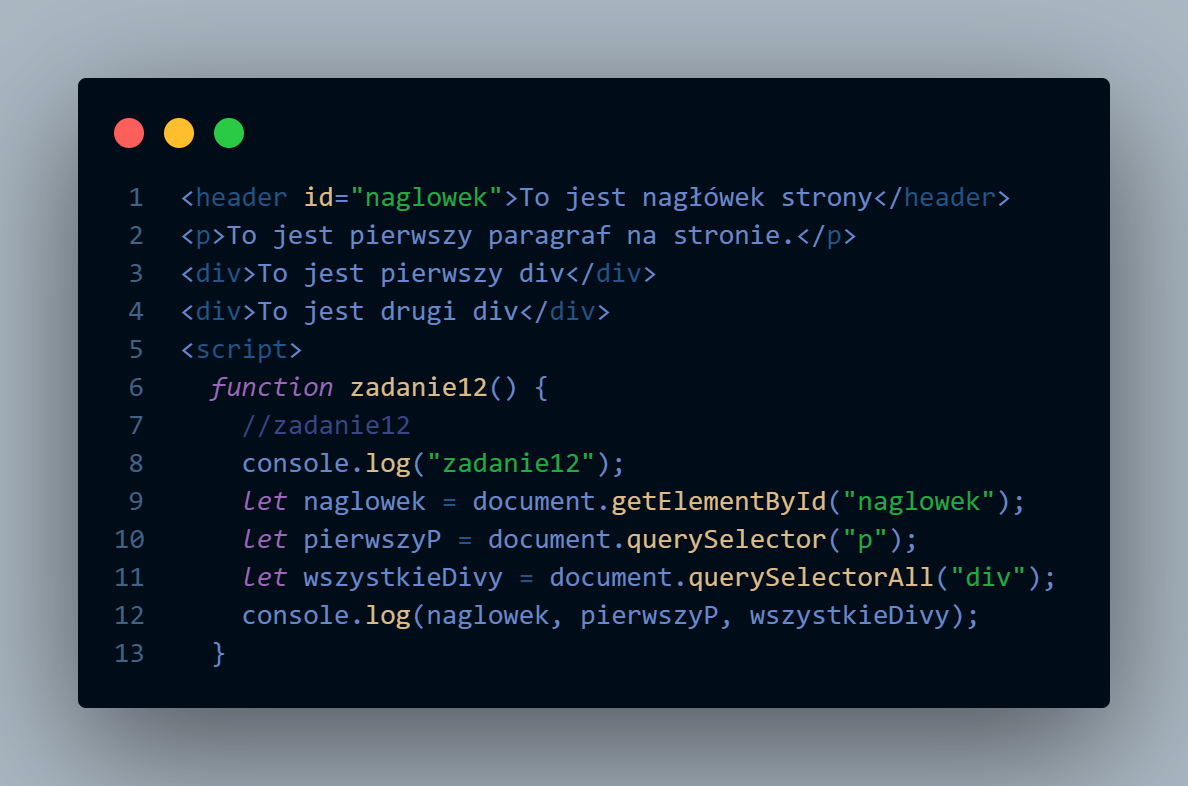 1 <header id="naglowek">To jest nagłówek strony</header>
2 <p>To jest pierwszy paragraf na stronie.</p>
3 <div>To jest pierwszy div</div>
4 <div>To jest drugi div</div>
5 <script>
6   function zadanie12() {
7     //zadanie12
8     console.log("zadanie12");
9     let naglowek = document.getElementById("naglowek");
10     let pierwszyP = document.querySelector("p");
11     let wszystkieDivy = document.querySelectorAll("div");
12     console.log(naglowek, pierwszyP, wszystkieDivy);
13   }